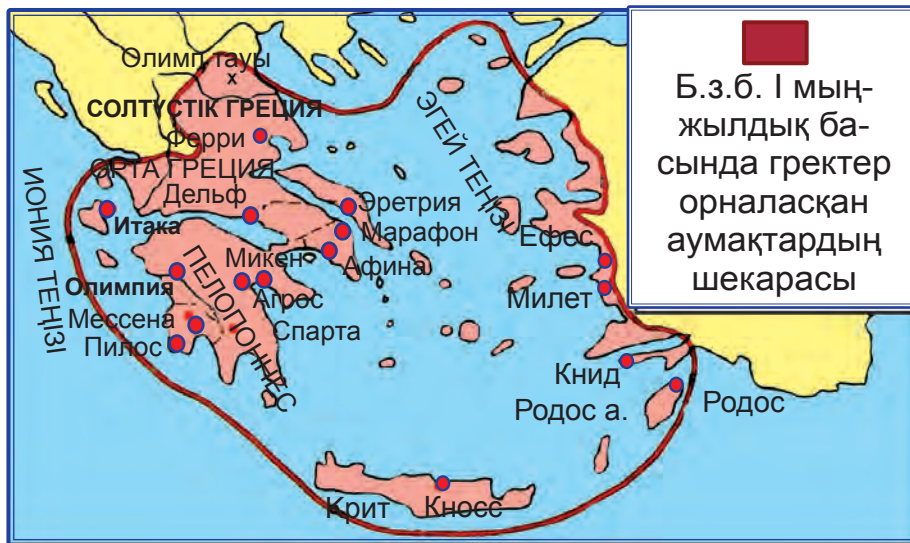 Олимп тауы
СОЛТҮСТІК ГРЕЦИЯ
Ферри
ОРТА ГРЕЦИЯ
Дельф
Итака
ИОНИЯ ТЕҢІЗІ
ЭГЕЙ ТЕҢІЗІ
Эретрия
Марафон
Афина
Микен
Агрос
ПЕЛОПОННЕС
Олимпия
Мессена
Спарта
Пилос
Ефес
Милет
Книд
Родос а.
Родос
Крит
Кносс
Б.з.б. I мың-
жылдық ба-
сында гректер
орналасқан
аумақтардың
шекарасы